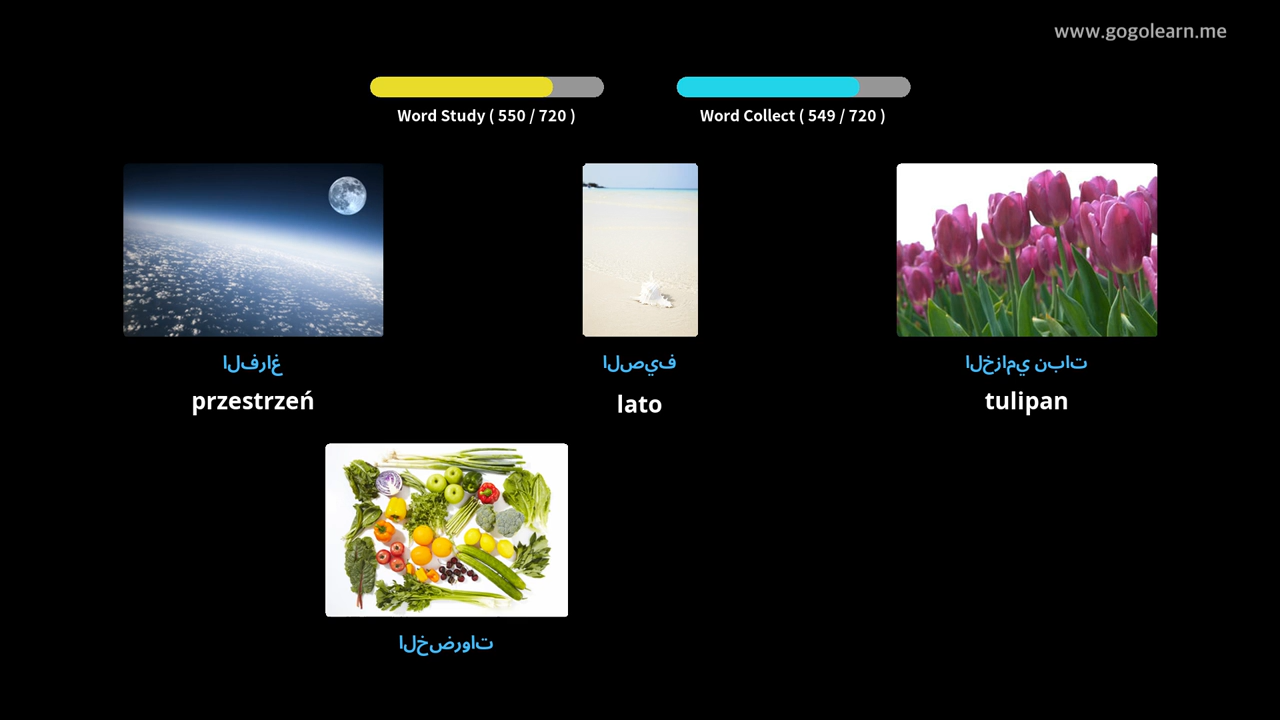 www.gogolearn.me
Word Study ( 550 / 720 )
Word Collect ( 549 / 720 )
الفراغ
przestrzeń
الصيف
lato
الخزامي نبات
tulipan
الخضروات